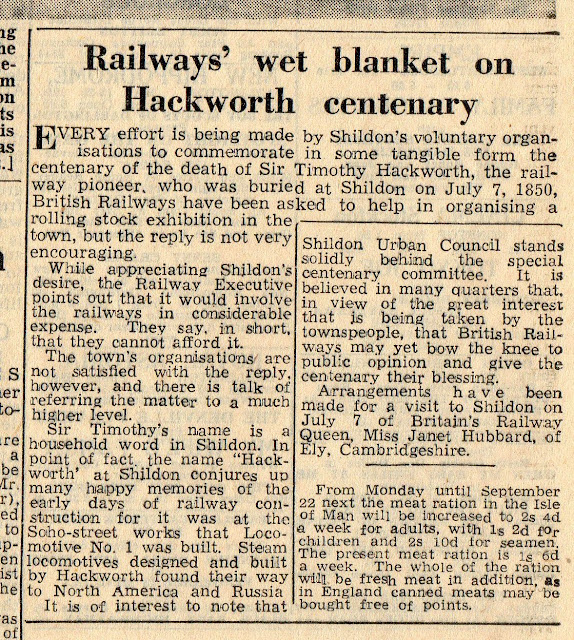 Railways' wet blanket on
Hackworth centenary
EVERY effort is being made by Shildon's voluntary organ-
isations to commemorate in some tangible form the
centenary of the death of Sir Timothy Hackworth, the rail-
way pioneer, who was buried at Shildon on July 7, 1850,
British Railways have been asked to help in organising a
rolling stock exhibition in the
town, but the reply is not very
encouraging.
While appreciating Shildon's
desire, the Railway Executive
points out that it would involve
the railways in considerable
expense. They say, in short,
that they cannot afford it.
The town's organisations are
not satisfied with the reply,
however, and there is talk of
referring the matter to a much
higher level.
Sir Timothy's name is a
household word in Shildon. In
point of fact, the name "Hack-
worth' at Shildon conjures up
many happy memories of the
early days of railway con-
struction for it was at the
Soho-street works that Loco-
motive No. 1 was built. Steam
locomotives designed and built
by Hackworth found their way
to North America and Russia
It is of interest to note that
Shildon Urban Council stands
solidly behind the special
centenary committee. It is
believed in many quarters that,
in view of the great interest
that is being taken by the
townspeople, that British Rail-
ways may yet bow the knee to
public opinion and give the
centenary their blessing.
Arrangements have been
made for a visit to Shildon on
July 7 of Britain's Railway
Queen, Miss Janet Hubbard, of
Ely, Cambridgeshire.
From Monday until September
22 next the meat ration in the Isle
of Man will be increased to 2s 4d
a week for adults, with 1s 2d for
children and 2s 10d for seamen.
The present meat ration is 1s 6d
a week. The whole of the ration
will be fresh meat in addition, as
in England canned meats may be
bought free of points.